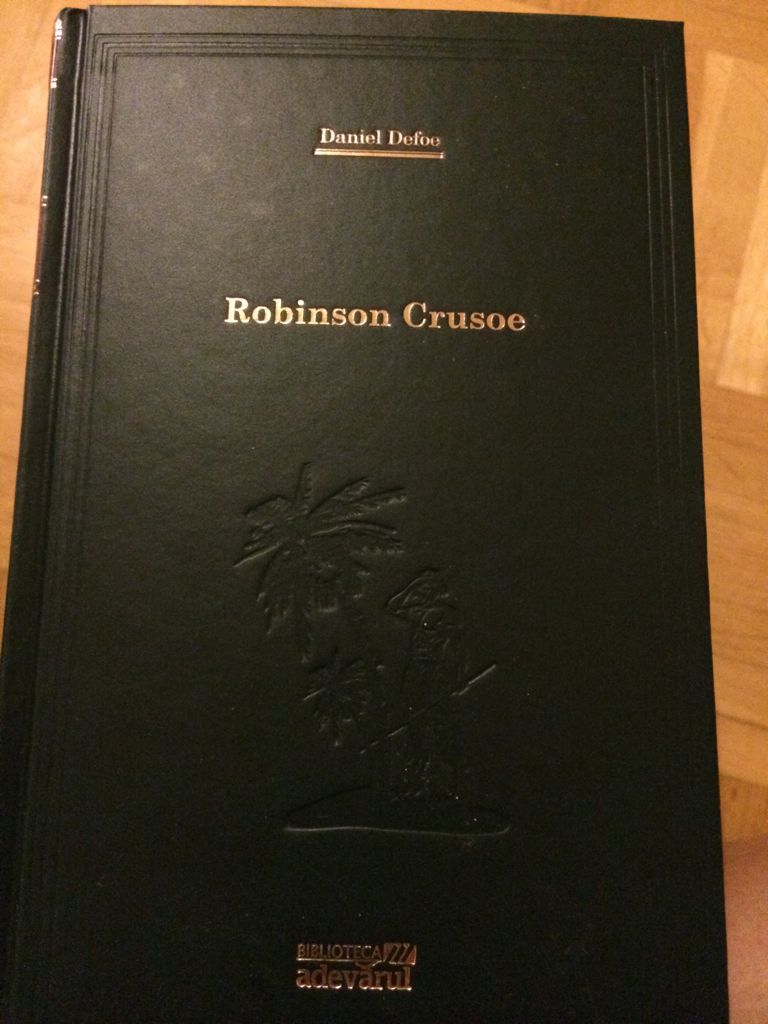 Daniel Defoe
Robinson Crusoe
BIBLIOTECA
adevărul